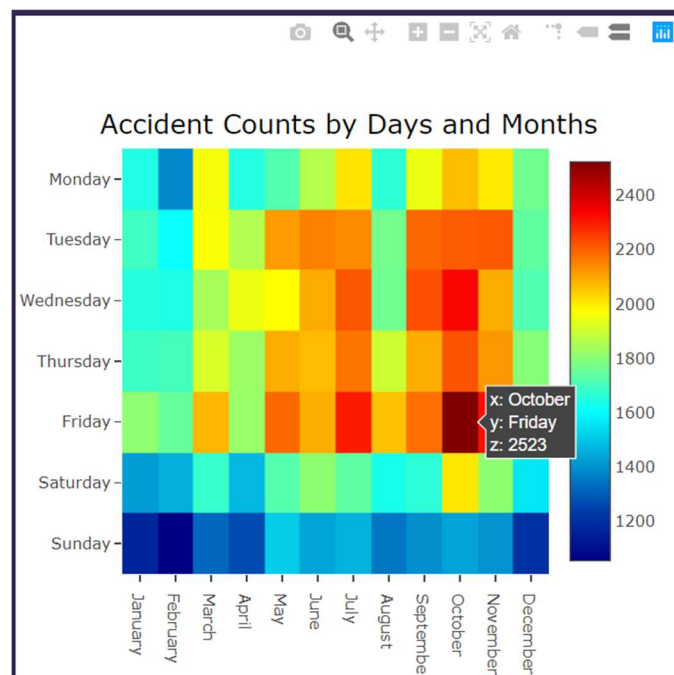 Accident Counts by Days and Months
Monday
Tuesday
Wednesday
Thursday
Friday
Saturday
Sunday
January
February
March
April
May
June
July
August
Septembe
October
November
December
2400
2200
2000
1800
1600
1400
1200
x: October
y: Friday
z: 2523